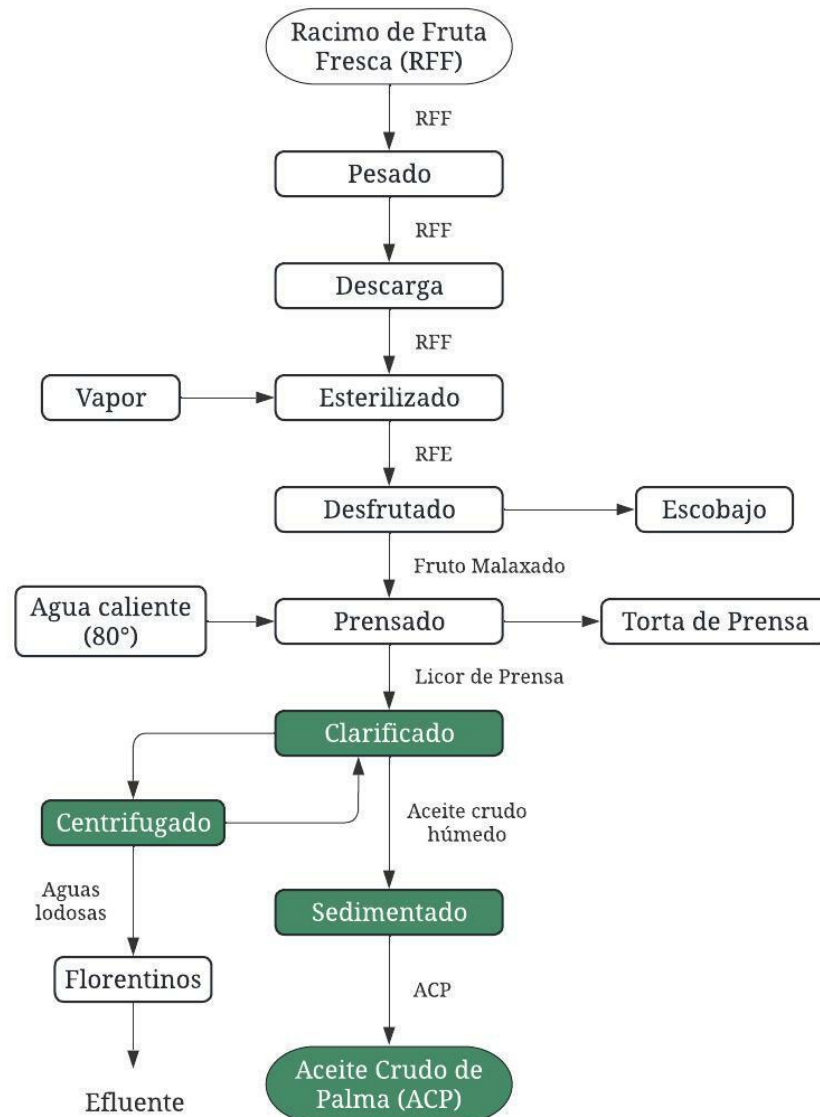 Racimo de Fruta
Fresca (RFF)
RFF
Pesado
RFF
Descarga
RFF
Vapor
Esterilizado
RFE
Desfrutado
Escobajo
Fruto Malaxado
Agua caliente
(80°)
Prensado
Torta de Prensa
Licor de Prensa
Clarificado
Centrifugado
Aceite crudo
húmedo
Aguas
lodosas
Sedimentado
Florentinos
ACP
Efluente
Aceite Crudo de
Palma (ACP)